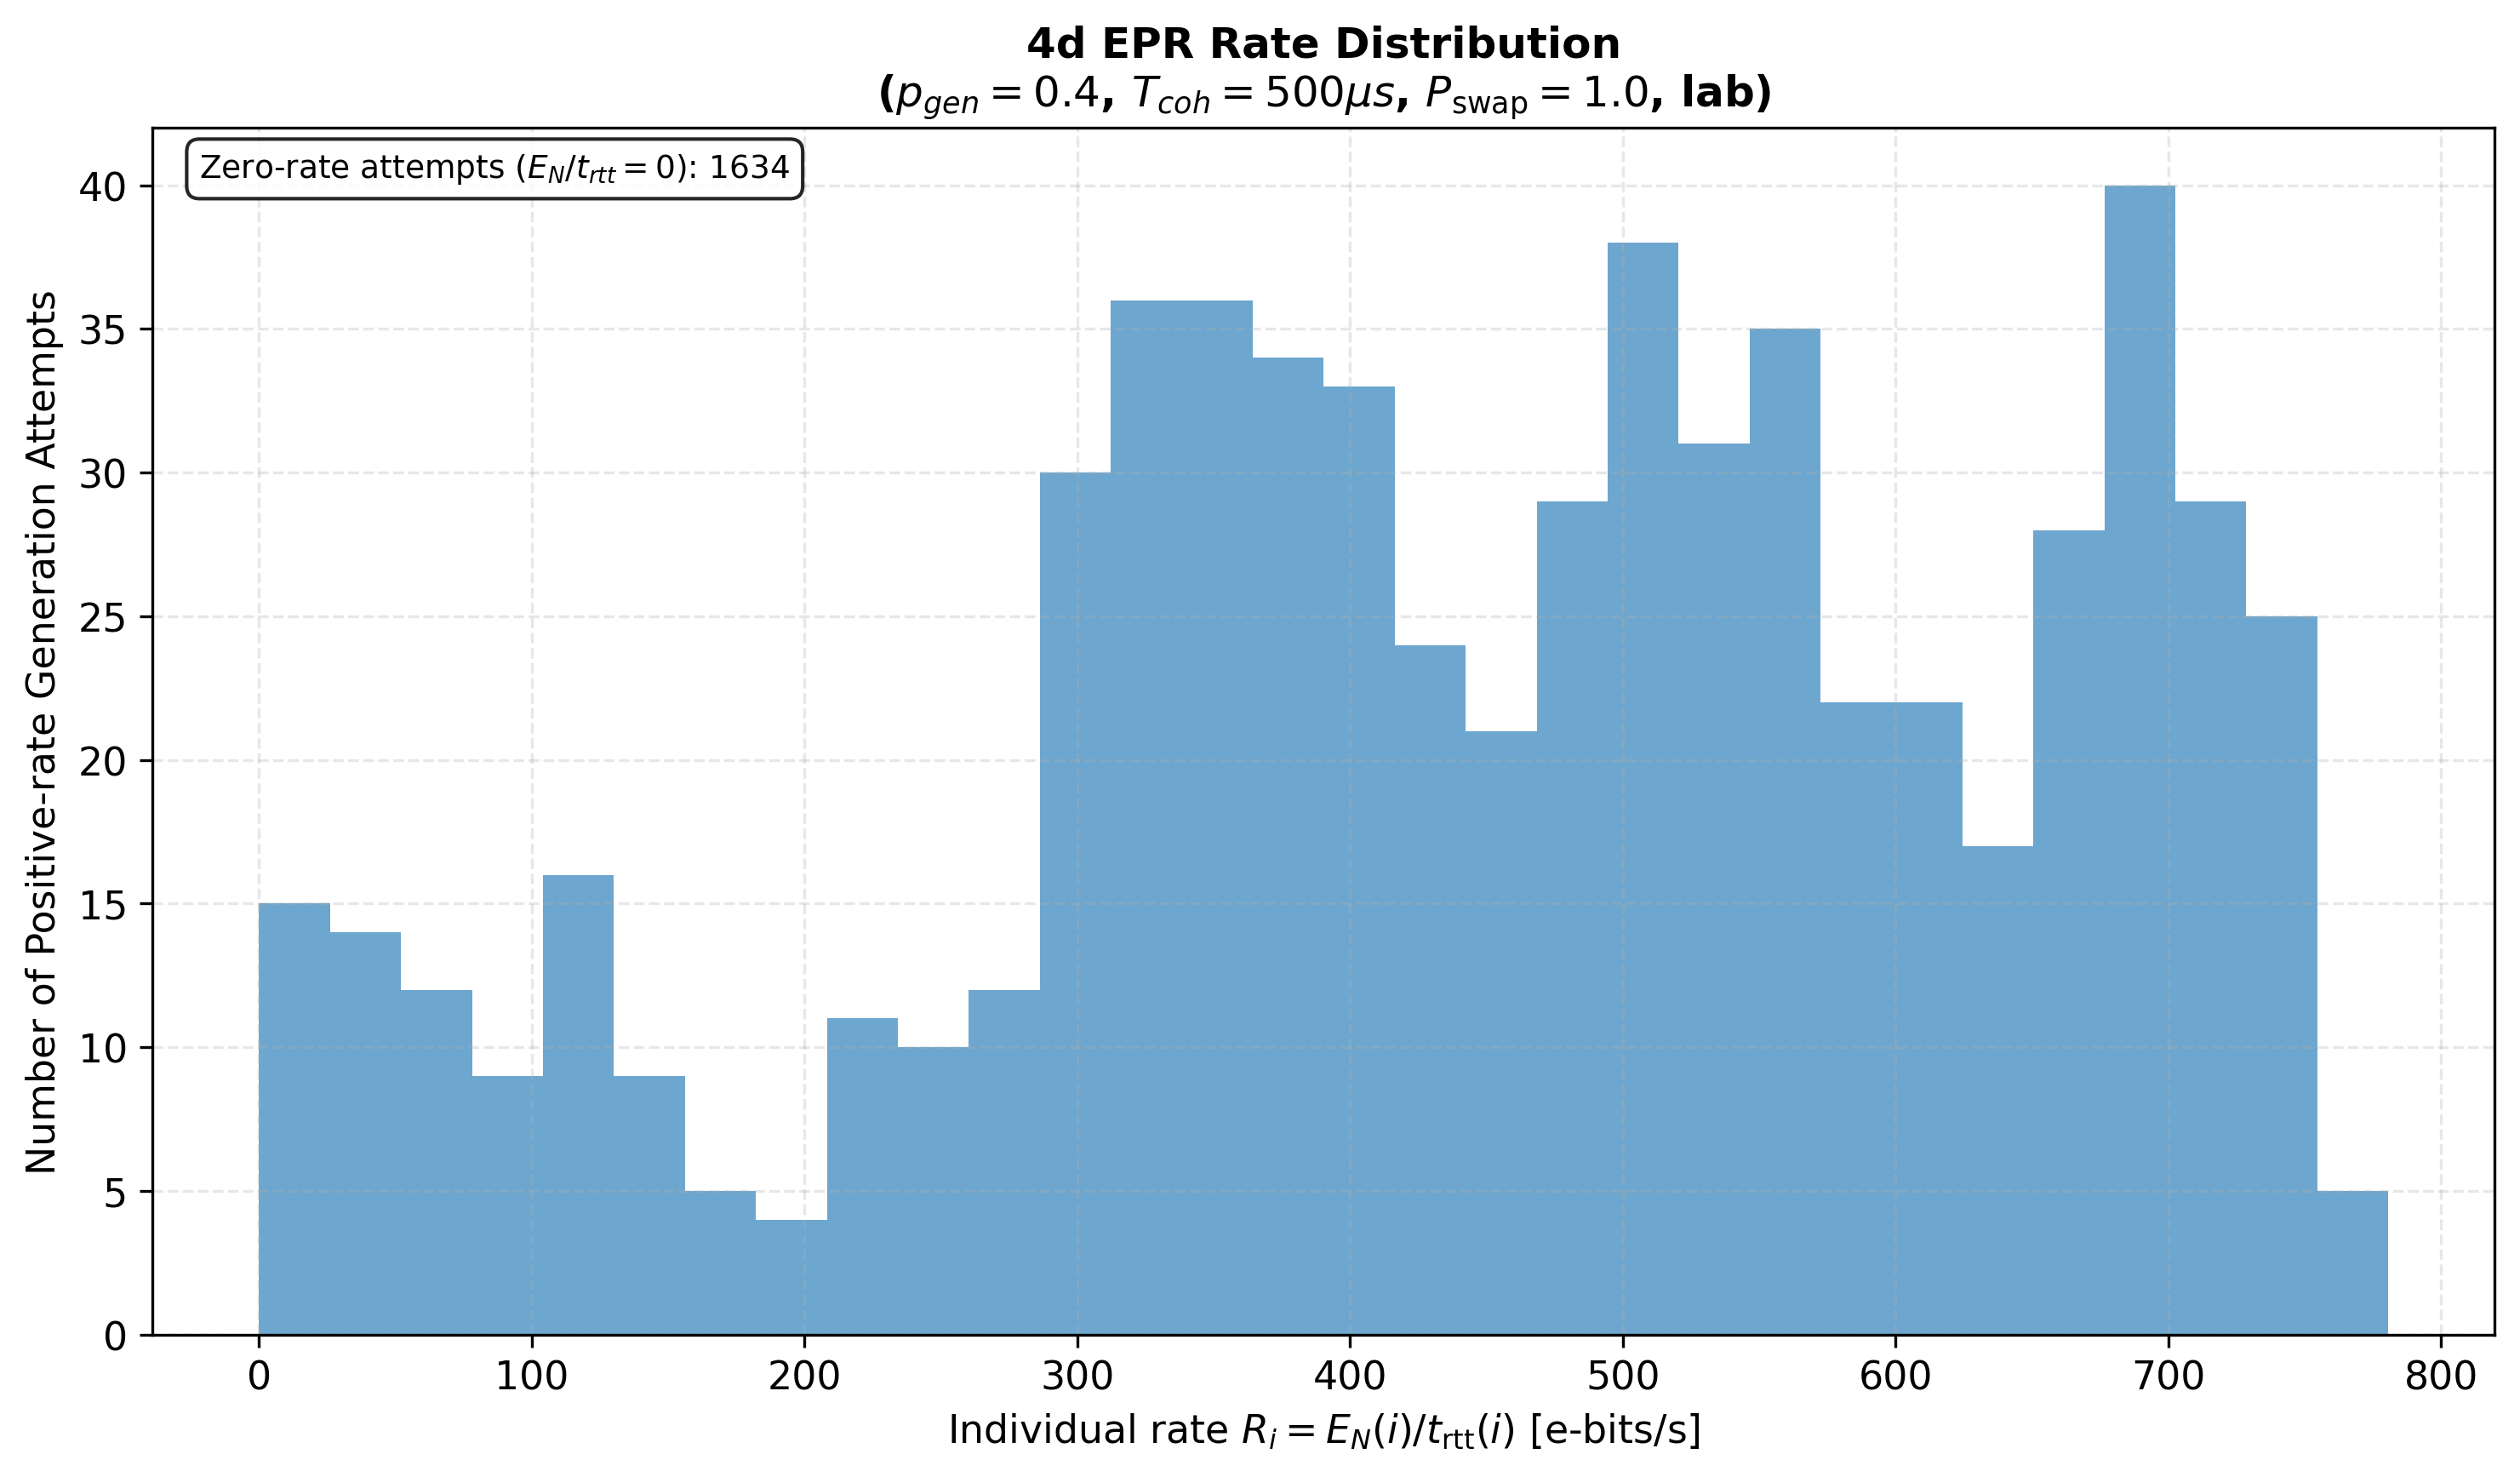 4d EPR Rate Distribution
(p_gen = 0.4, T_coh = 500μs, P_swap = 1.0, lab)
Zero-rate attempts (E_N/t_rtt = 0): 1634
Number of Positive-rate Generation Attempts
40
35
30
25
20
15
10
5
0
0 100 200 300 400 500 600 700 800
Individual rate R_i = E_N(i)/t_rtt(i) [e-bits/s]